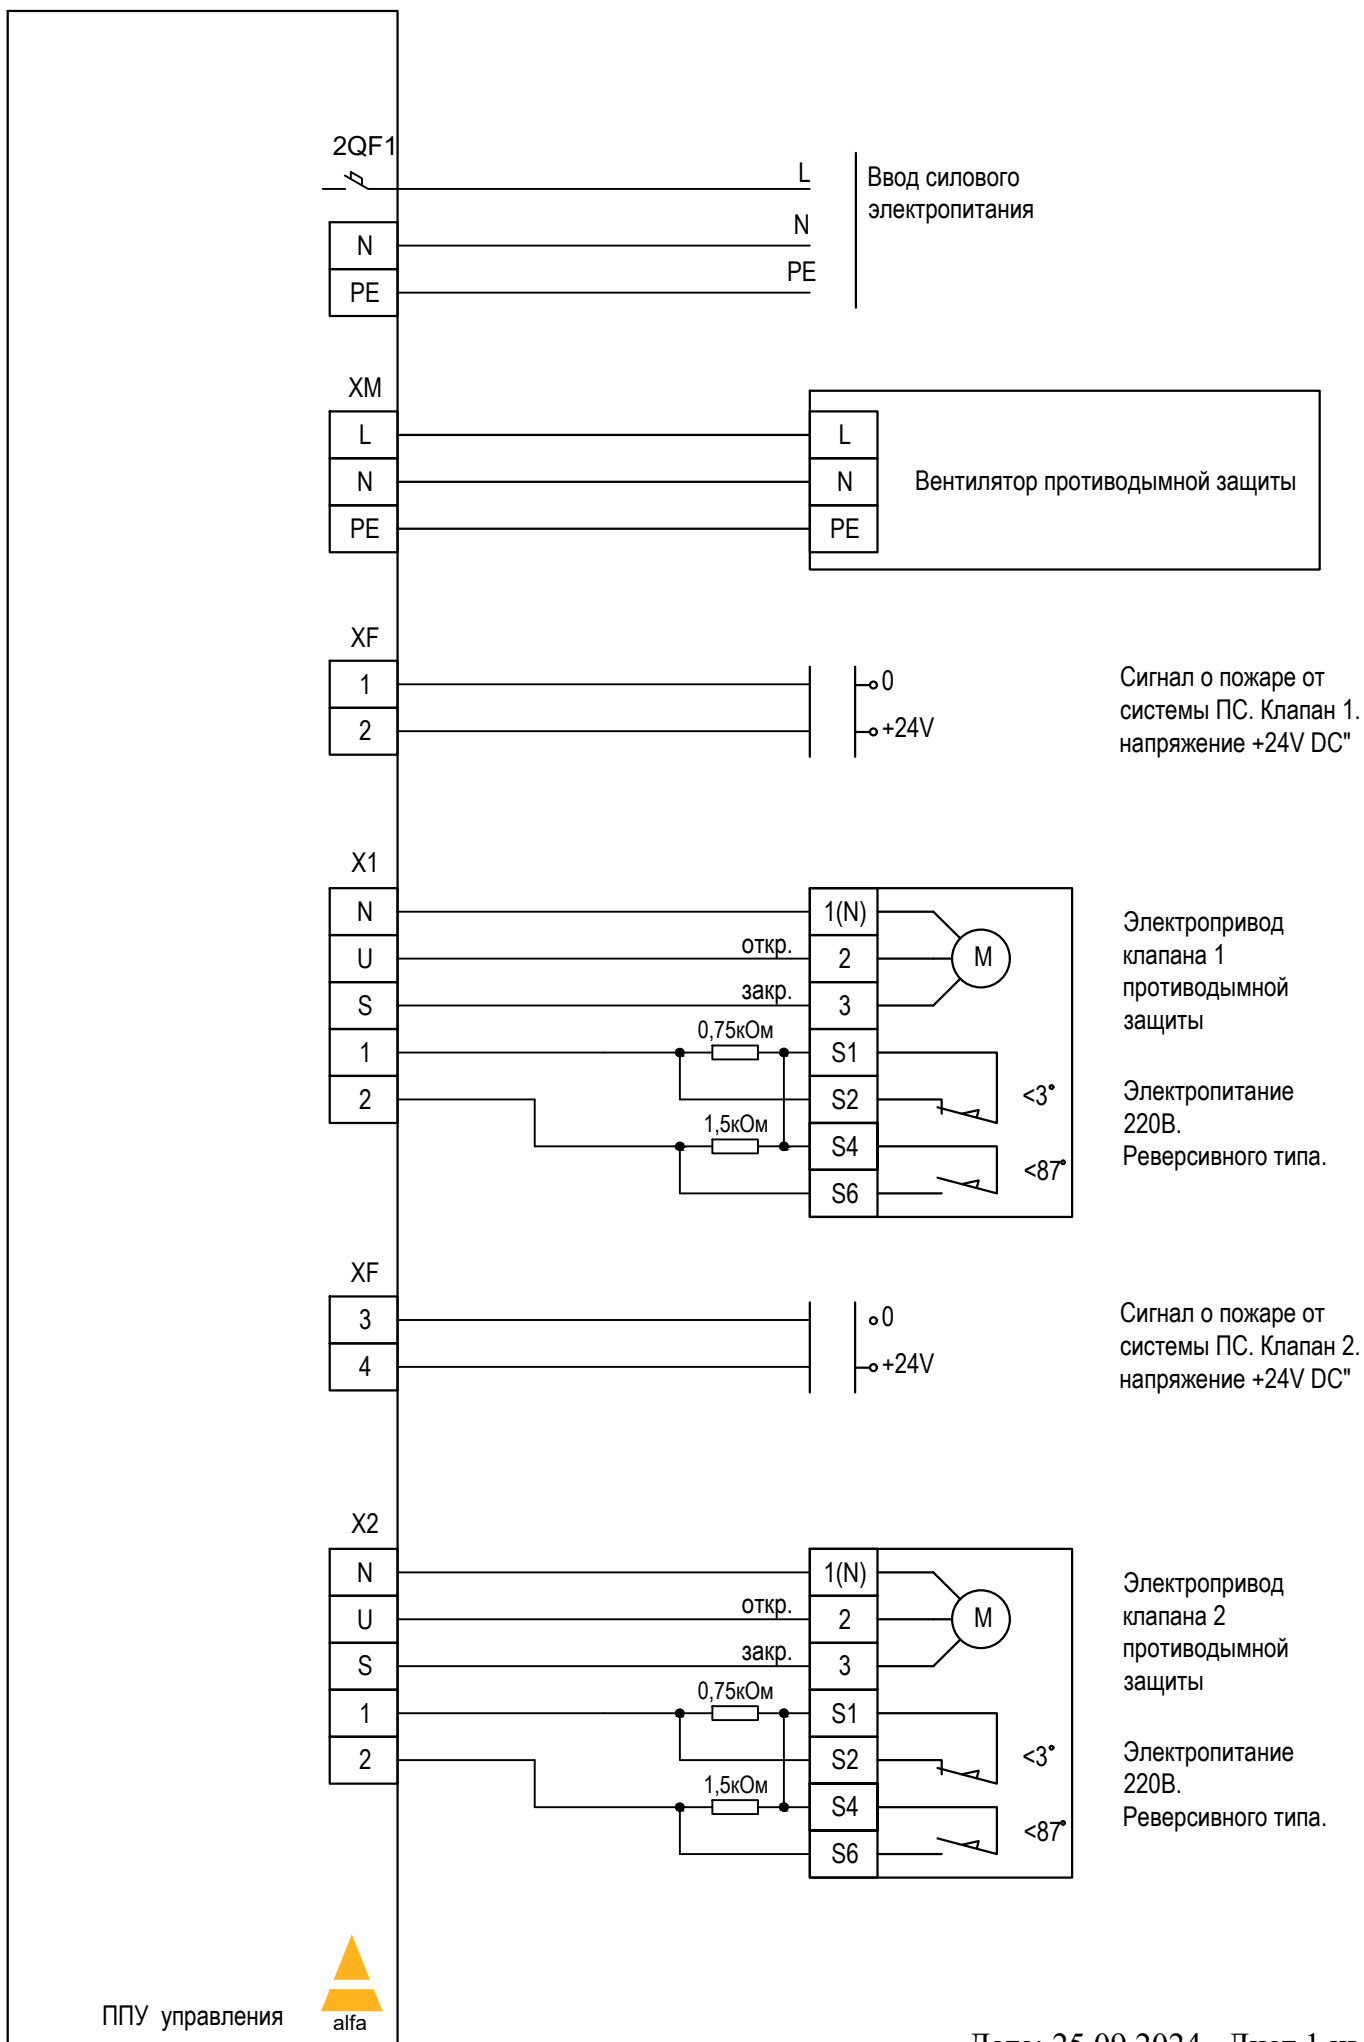 2QF1
L
Ввод силового
электропитания
N
N
PE
PE
XM
L
L
N
N
Вентилятор противодымной защиты
PE
PE
XF
1
0
2
+24V
Сигнал о пожаре от
системы ПС. Клапан 1.
напряжение +24V DC"
X1
N
1(N)
U
откр.
2
M
S
закр.
3
1
0,75кОм
S1
2
S2
<3°
1,5кОм
S4
<87°
S6
Электропривод
клапана 1
противодымной
защиты
Электропитание
220В.
Реверсивного типа.
XF
3
0
4
+24V
Сигнал о пожаре от
системы ПС. Клапан 2.
напряжение +24V DC"
X2
N
1(N)
U
откр.
2
M
S
закр.
3
1
0,75кОм
S1
2
S2
<3°
1,5кОм
S4
<87°
S6
Электропривод
клапана 2
противодымной
защиты
Электропитание
220В.
Реверсивного типа.
ППУ управления
alfa